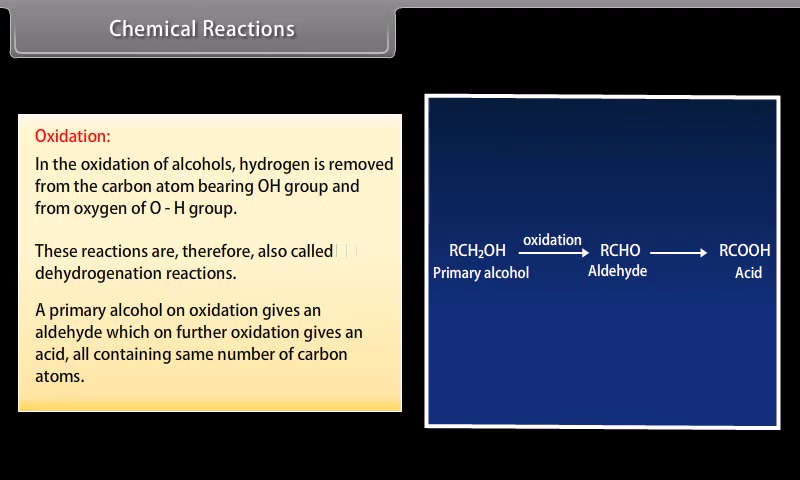 Chemical Reactions
Oxidation:
In the oxidation of alcohols, hydrogen is removed
from the carbon atom bearing OH group and
from oxygen of O - H group.
These reactions are, therefore, also called
dehydrogenation reactions.
A primary alcohol on oxidation gives an
aldehyde which on further oxidation gives an
acid, all containing same number of carbon
atoms.
RCH₂OH oxidation RCHO RCOOH
Primary alcohol Aldehyde Acid